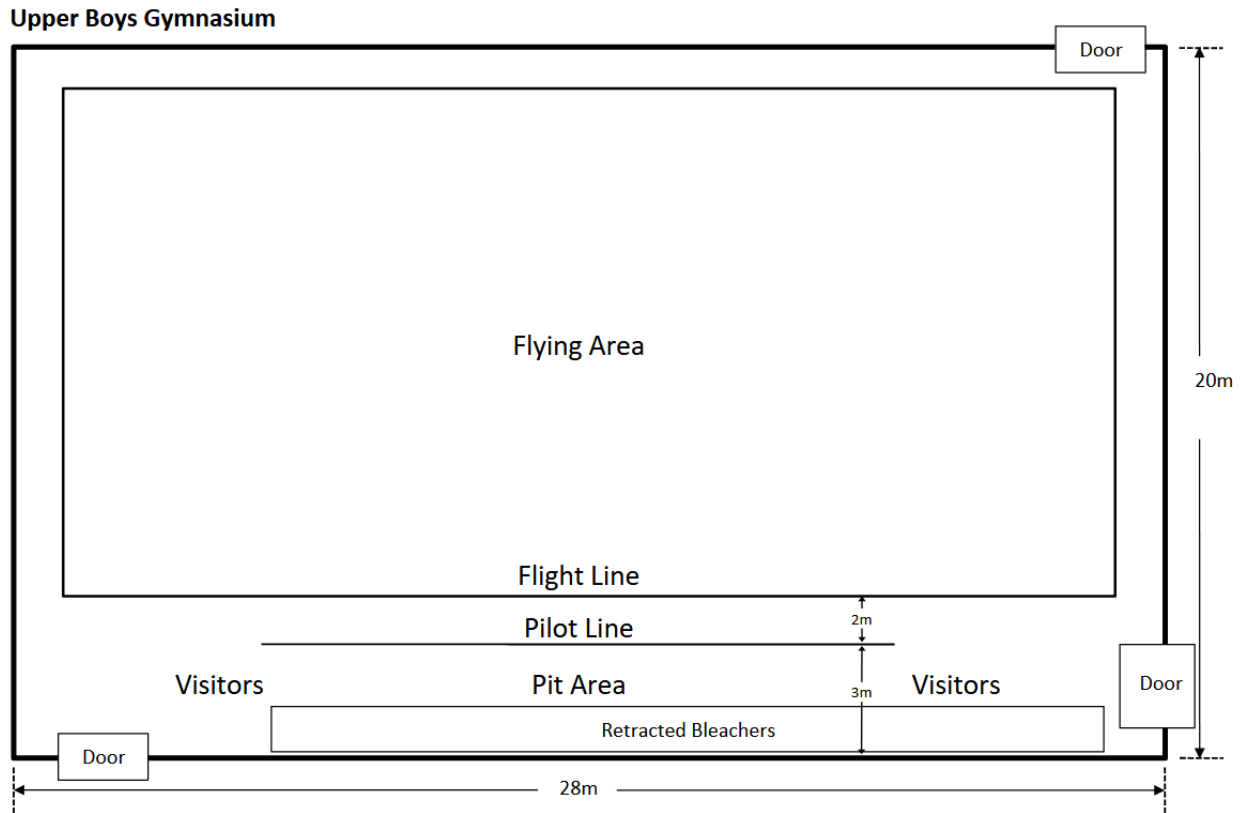 Upper Boys Gymnasium
Door
Flying Area
20m
Flight Line
2m
Pilot Line
Visitors
Pit Area
3m
Visitors
Door
Retracted Bleachers
Door
28m